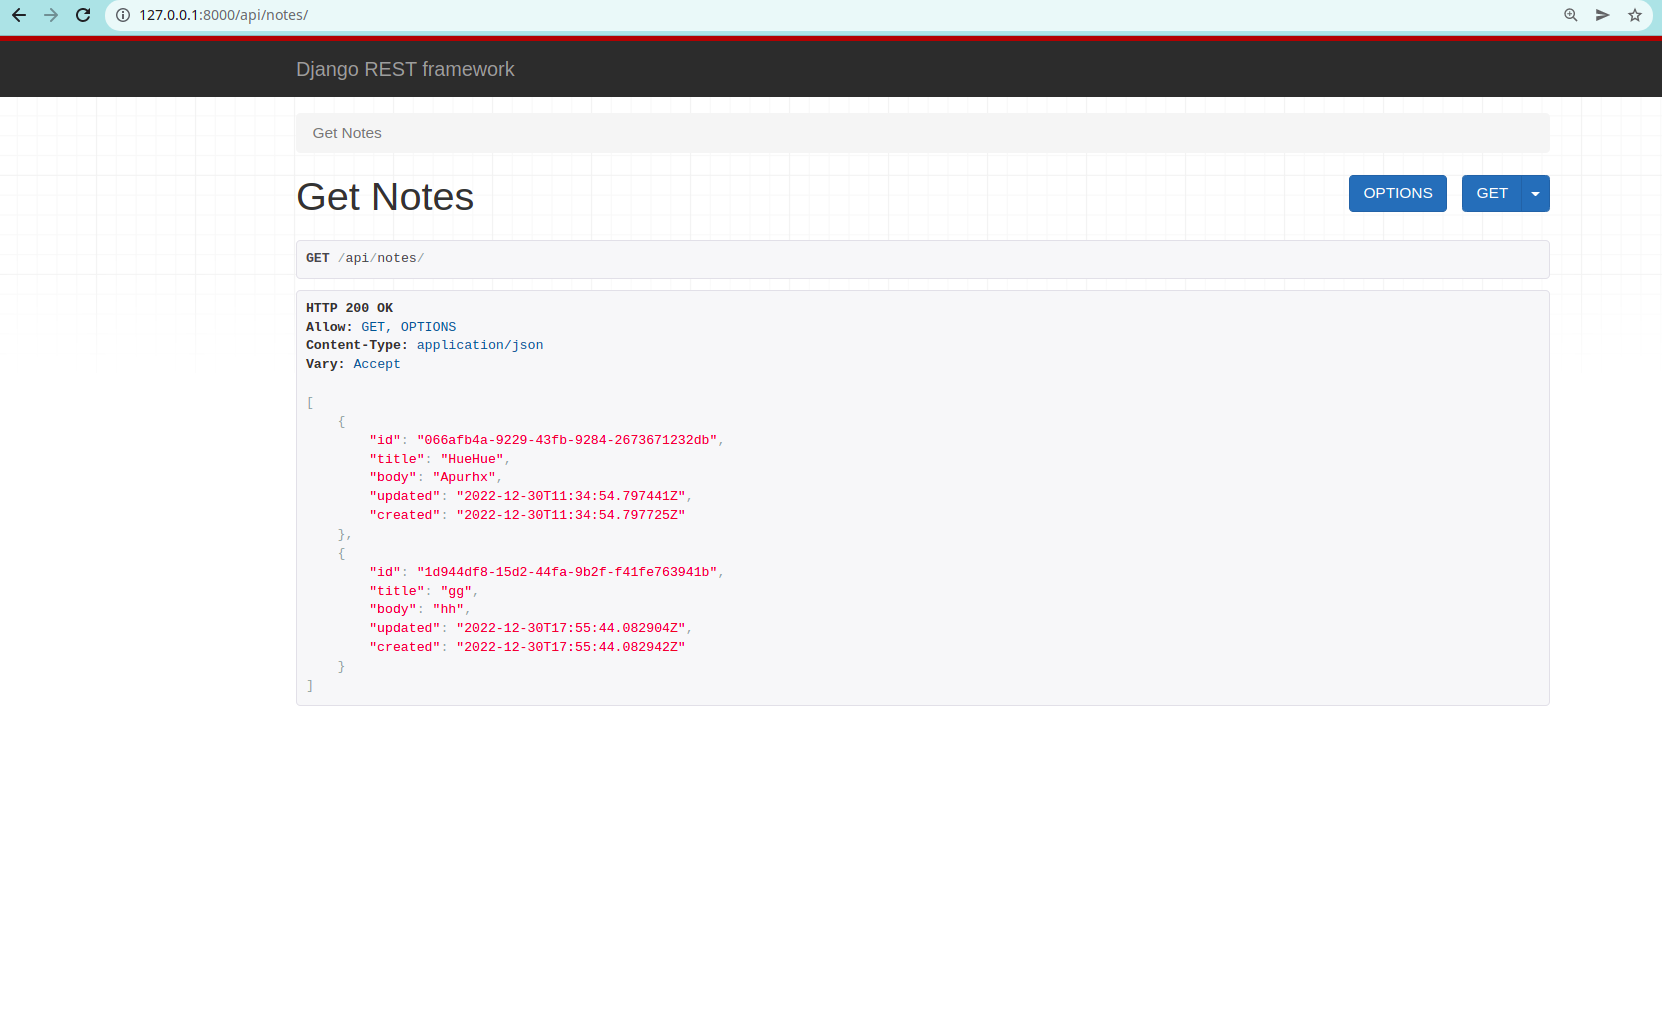 127.0.0.1:8000/api/notes/
Django REST framework
Get Notes
Get Notes
OPTIONS
GET
GET /api/notes/
HTTP 200 OK
Allow: GET, OPTIONS
Content-Type: application/json
Vary: Accept
[
    {
        "id": "066afb4a-9229-43fb-9284-2673671232db",
        "title": "HueHue",
        "body": "Apurhx",
        "updated": "2022-12-30T11:34:54.797441Z",
        "created": "2022-12-30T11:34:54.797725Z"
    },
    {
        "id": "1d944df8-15d2-44fa-9b2f-f41fe763941b",
        "title": "gg",
        "body": "hh",
        "updated": "2022-12-30T17:55:44.082904Z",
        "created": "2022-12-30T17:55:44.082942Z"
    }
]